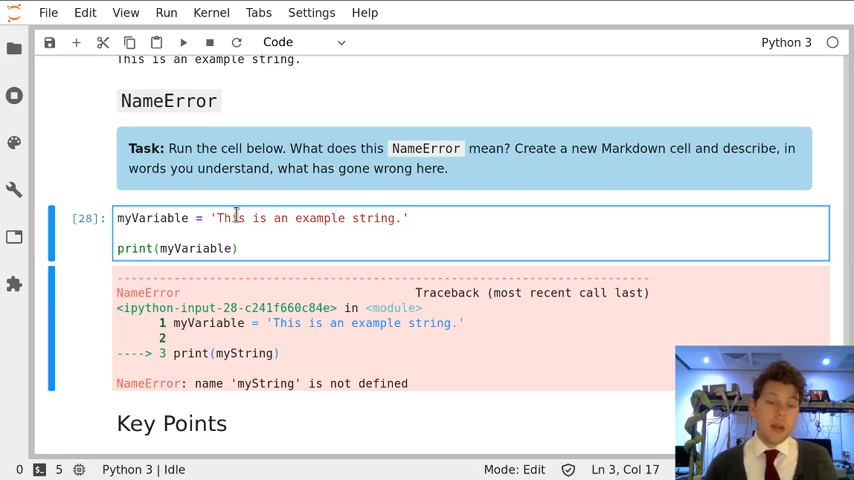 File Edit View Run Kernel Tabs Settings Help
Code Python 3
This is an example string.
NameError
Task: Run the cell below. What does this NameError mean? Create a new Markdown cell and describe, in
words you understand, what has gone wrong here.
[28]: myVariable = 'This is an example string.'
print(myVariable)
---------------------------------------------------------------------------
NameError Traceback (most recent call last)
<ipython-input-28-c241f660c84e> in <module>
1 myVariable = 'This is an example string.'
2
----> 3 print(myString)
NameError: name 'myString' is not defined
Key Points
0 5 Python 3 | Idle Mode: Edit Ln 3, Col 17